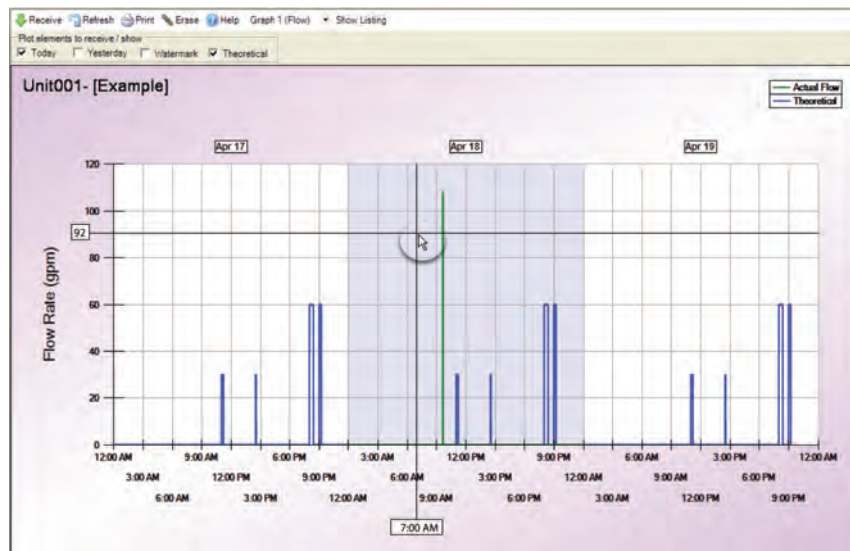 Receive Refresh Print Erase Help Graph 1 (Flow) Show Listing
Plot elements to receive / show
Today Yesterday Watermark Theoretical
Unit001- [Example]
Actual Flow
Theoretical
Apr 17 Apr 18 Apr 19
120
100
92
80
60
40
20
0
Flow Rate (gpm)
12:00 AM 9:00 AM 6:00 PM 3:00 AM 12:00 PM 9:00 PM 6:00 AM 3:00 PM 12:00 AM
3:00 AM 12:00 PM 9:00 PM 6:00 AM 3:00 PM 12:00 AM 9:00 AM 6:00 PM
6:00 AM 3:00 PM 12:00 AM 9:00 AM 6:00 PM 3:00 AM 12:00 PM 9:00 PM
7:00 AM